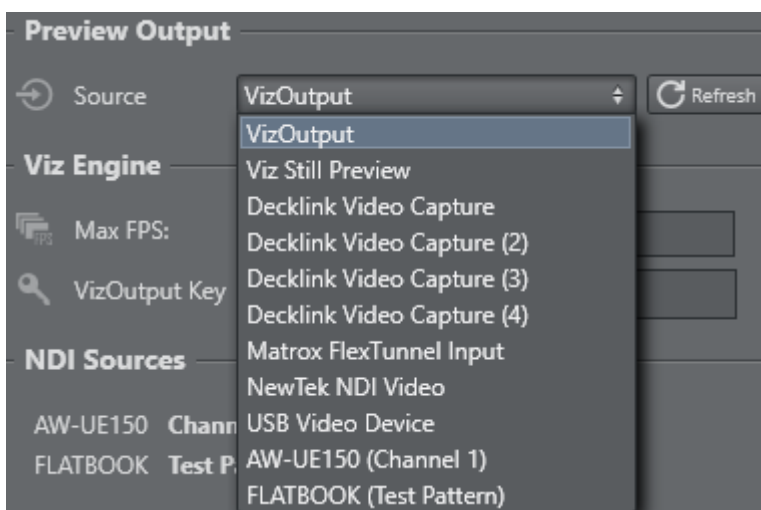 Preview Output
Source VizOutput Refresh
VizOutput
Viz Engine
Viz Still Preview
Decklink Video Capture
Max FPS:
Decklink Video Capture (2)
Decklink Video Capture (3)
VizOutput Key
Decklink Video Capture (4)
NDI Sources
Matrox FlexTunnel Input
NewTek NDI Video
AW-UE150 Chann
USB Video Device
FLATBOOK Test P
AW-UE150 (Channel 1)
FLATBOOK (Test Pattern)